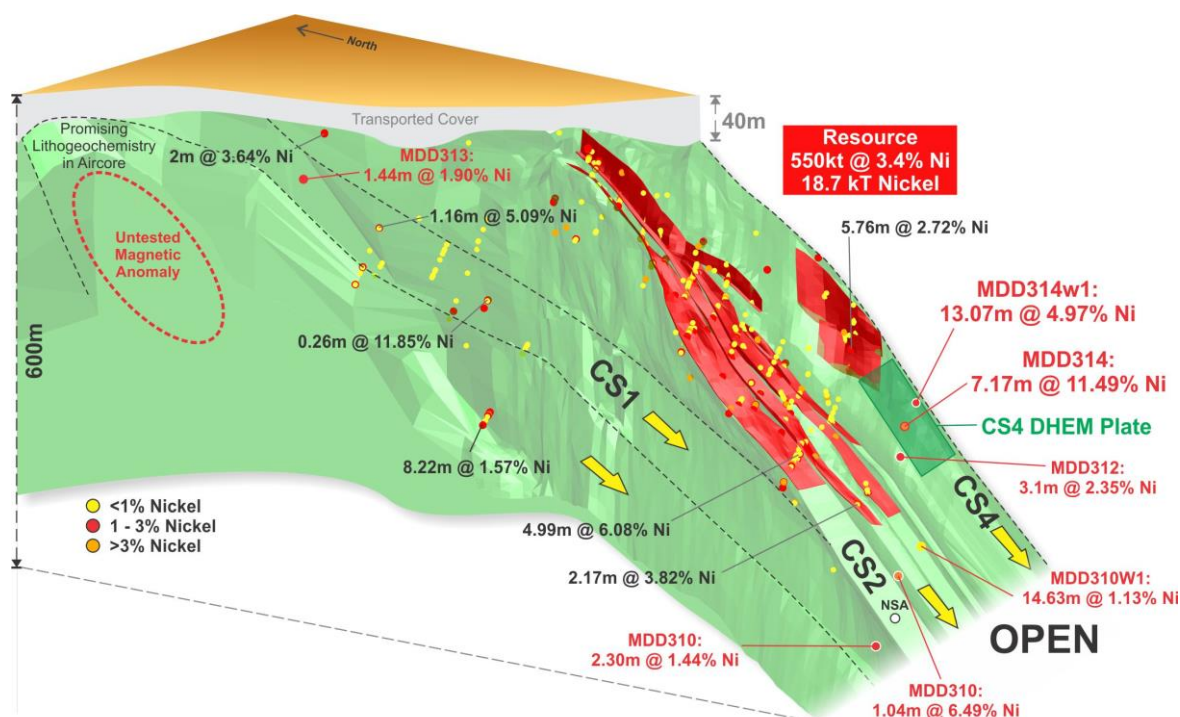 North
Transported Cover
40m
Promising
Lithogeochemistry
in Aircore
2m @ 3.64% Ni
MDD313:
1.44m @ 1.90% Ni
Resource
550kt @ 3.4% Ni
18.7 kT Nickel
1.16m @ 5.09% Ni
5.76m @ 2.72% Ni
Untested
Magnetic
Anomaly
MDD314w1:
13.07m @ 4.97% Ni
600m
0.26m @ 11.85% Ni
MDD314:
7.17m @ 11.49% Ni
CS1
CS4 DHEM Plate
8.22m @ 1.57% Ni
MDD312:
3.1m @ 2.35% Ni
<1% Nickel
1 - 3% Nickel
>3% Nickel
4.99m @ 6.08% Ni
CS4
2.17m @ 3.82% Ni
CS2
MDD310W1:
14.63m @ 1.13% Ni
NSA
OPEN
MDD310:
2.30m @ 1.44% Ni
MDD310:
1.04m @ 6.49% Ni